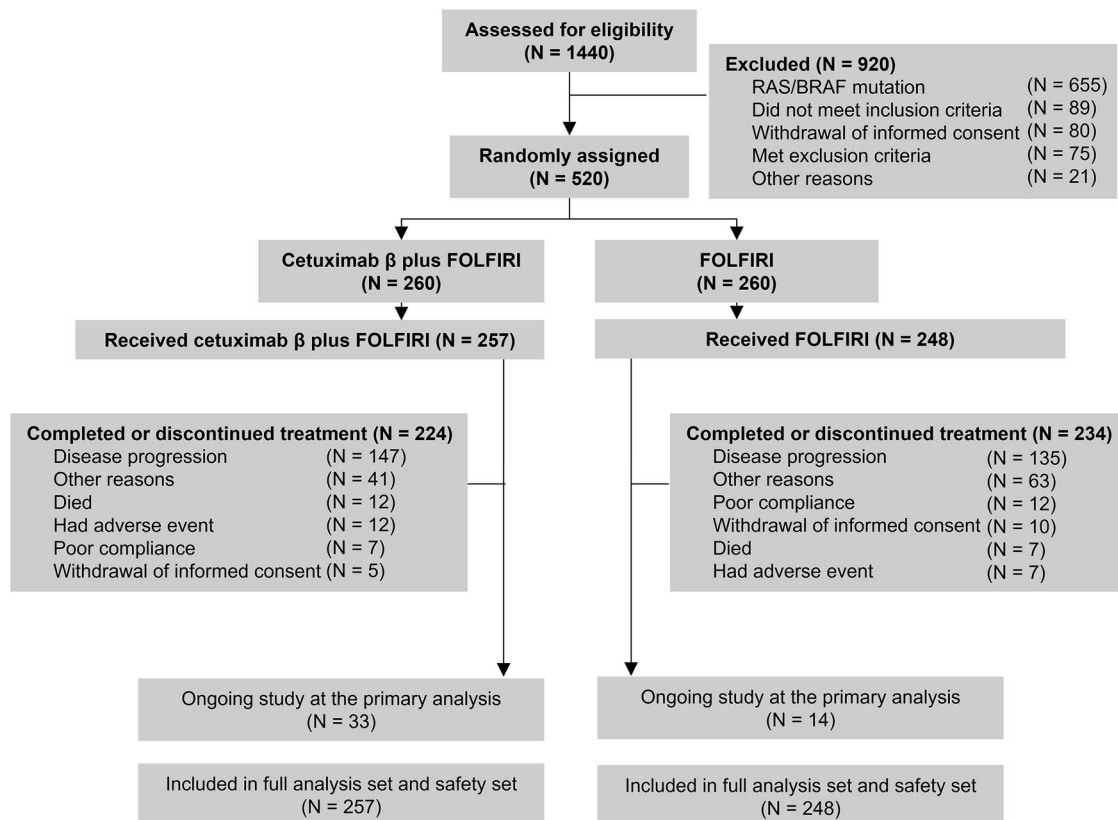 Assessed for eligibility
(N = 1440)
Excluded (N = 920)
RAS/BRAF mutation (N = 655)
Did not meet inclusion criteria (N = 89)
Withdrawal of informed consent (N = 80)
Met exclusion criteria (N = 75)
Other reasons (N = 21)
Randomly assigned
(N = 520)
Cetuximab β plus FOLFIRI
(N = 260)
FOLFIRI
(N = 260)
Received cetuximab β plus FOLFIRI (N = 257)
Received FOLFIRI (N = 248)
Completed or discontinued treatment (N = 224)
Disease progression (N = 147)
Other reasons (N = 41)
Died (N = 12)
Had adverse event (N = 12)
Poor compliance (N = 7)
Withdrawal of informed consent (N = 5)
Completed or discontinued treatment (N = 234)
Disease progression (N = 135)
Other reasons (N = 63)
Poor compliance (N = 12)
Withdrawal of informed consent (N = 10)
Died (N = 7)
Had adverse event (N = 7)
Ongoing study at the primary analysis
(N = 33)
Ongoing study at the primary analysis
(N = 14)
Included in full analysis set and safety set
(N = 257)
Included in full analysis set and safety set
(N = 248)